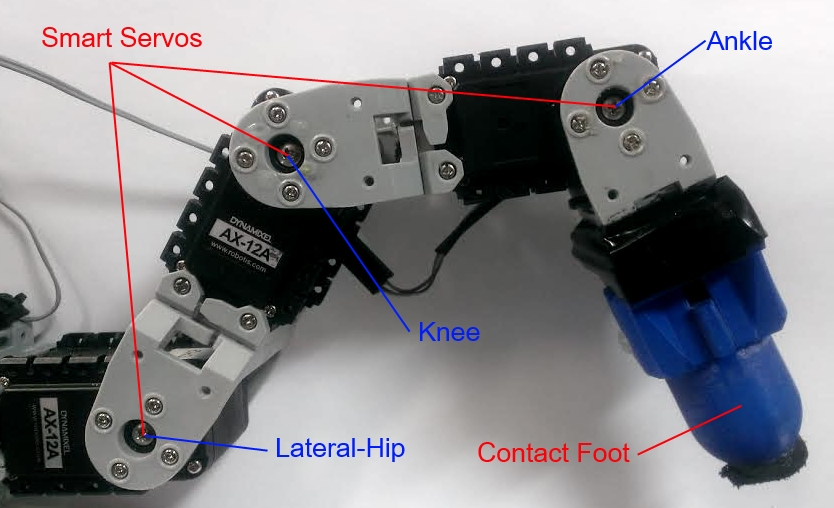 Smart Servos
Ankle
DYNAMIXEL
AX-12A
www.robotis.com
Knee
DYNAMIXEL
AX-12A
Lateral-Hip
Contact Foot